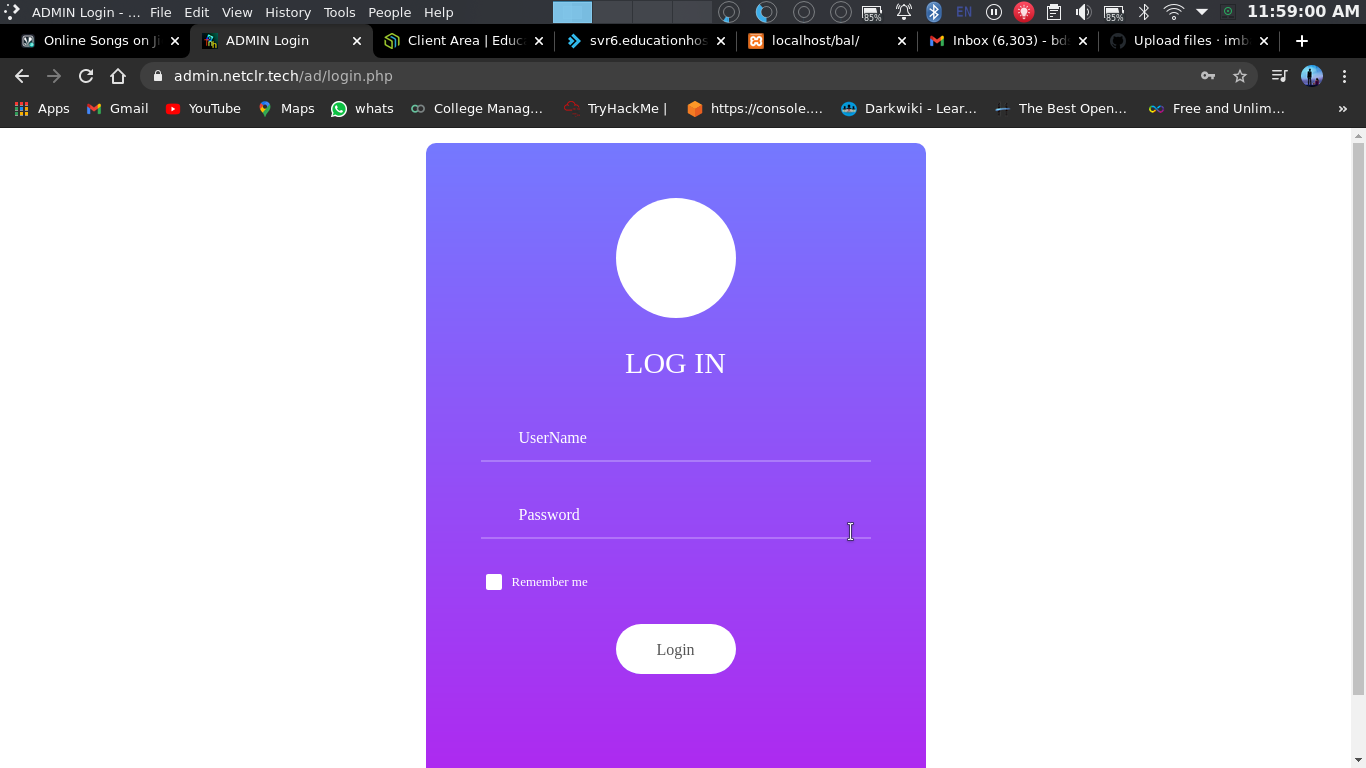 ADMIN Login - ... File Edit View History Tools People Help 85% EN 85% 11:59:00 AM
Online Songs on Ji ADMIN Login Client Area | Educ svr6.educationhos localhost/bal/ Inbox (6,303) - bds Upload files · imb
admin.netclr.tech/ad/login.php
Apps Gmail YouTube Maps whats College Manag... TryHackMe | https://console.... Darkwiki - Lear... The Best Open... Free and Unlim... »
LOG IN
UserName
Password
Remember me
Login